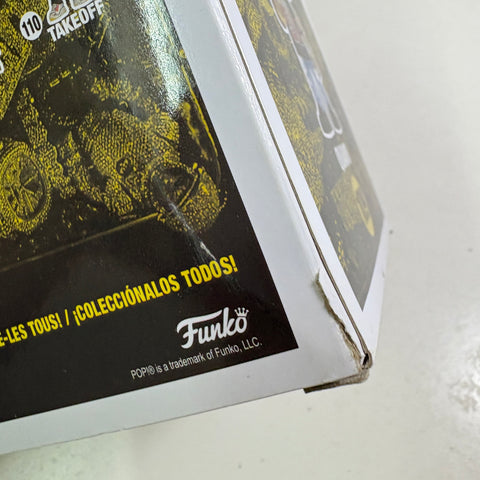 110
TAKEOFF
E-LES TOUS! / ¡COLECCIÓNALOS TODOS!
Funko
POP!® is a trademark of Funko, LLC.